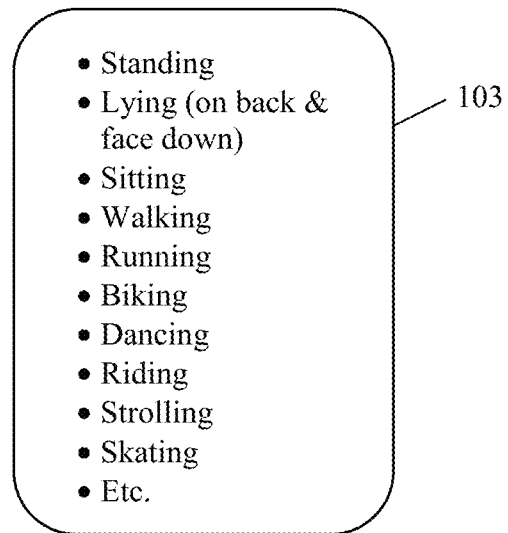 • Standing
• Lying (on back &
face down)
• Sitting
• Walking
• Running
• Biking
• Dancing
• Riding
• Strolling
• Skating
• Etc.
103